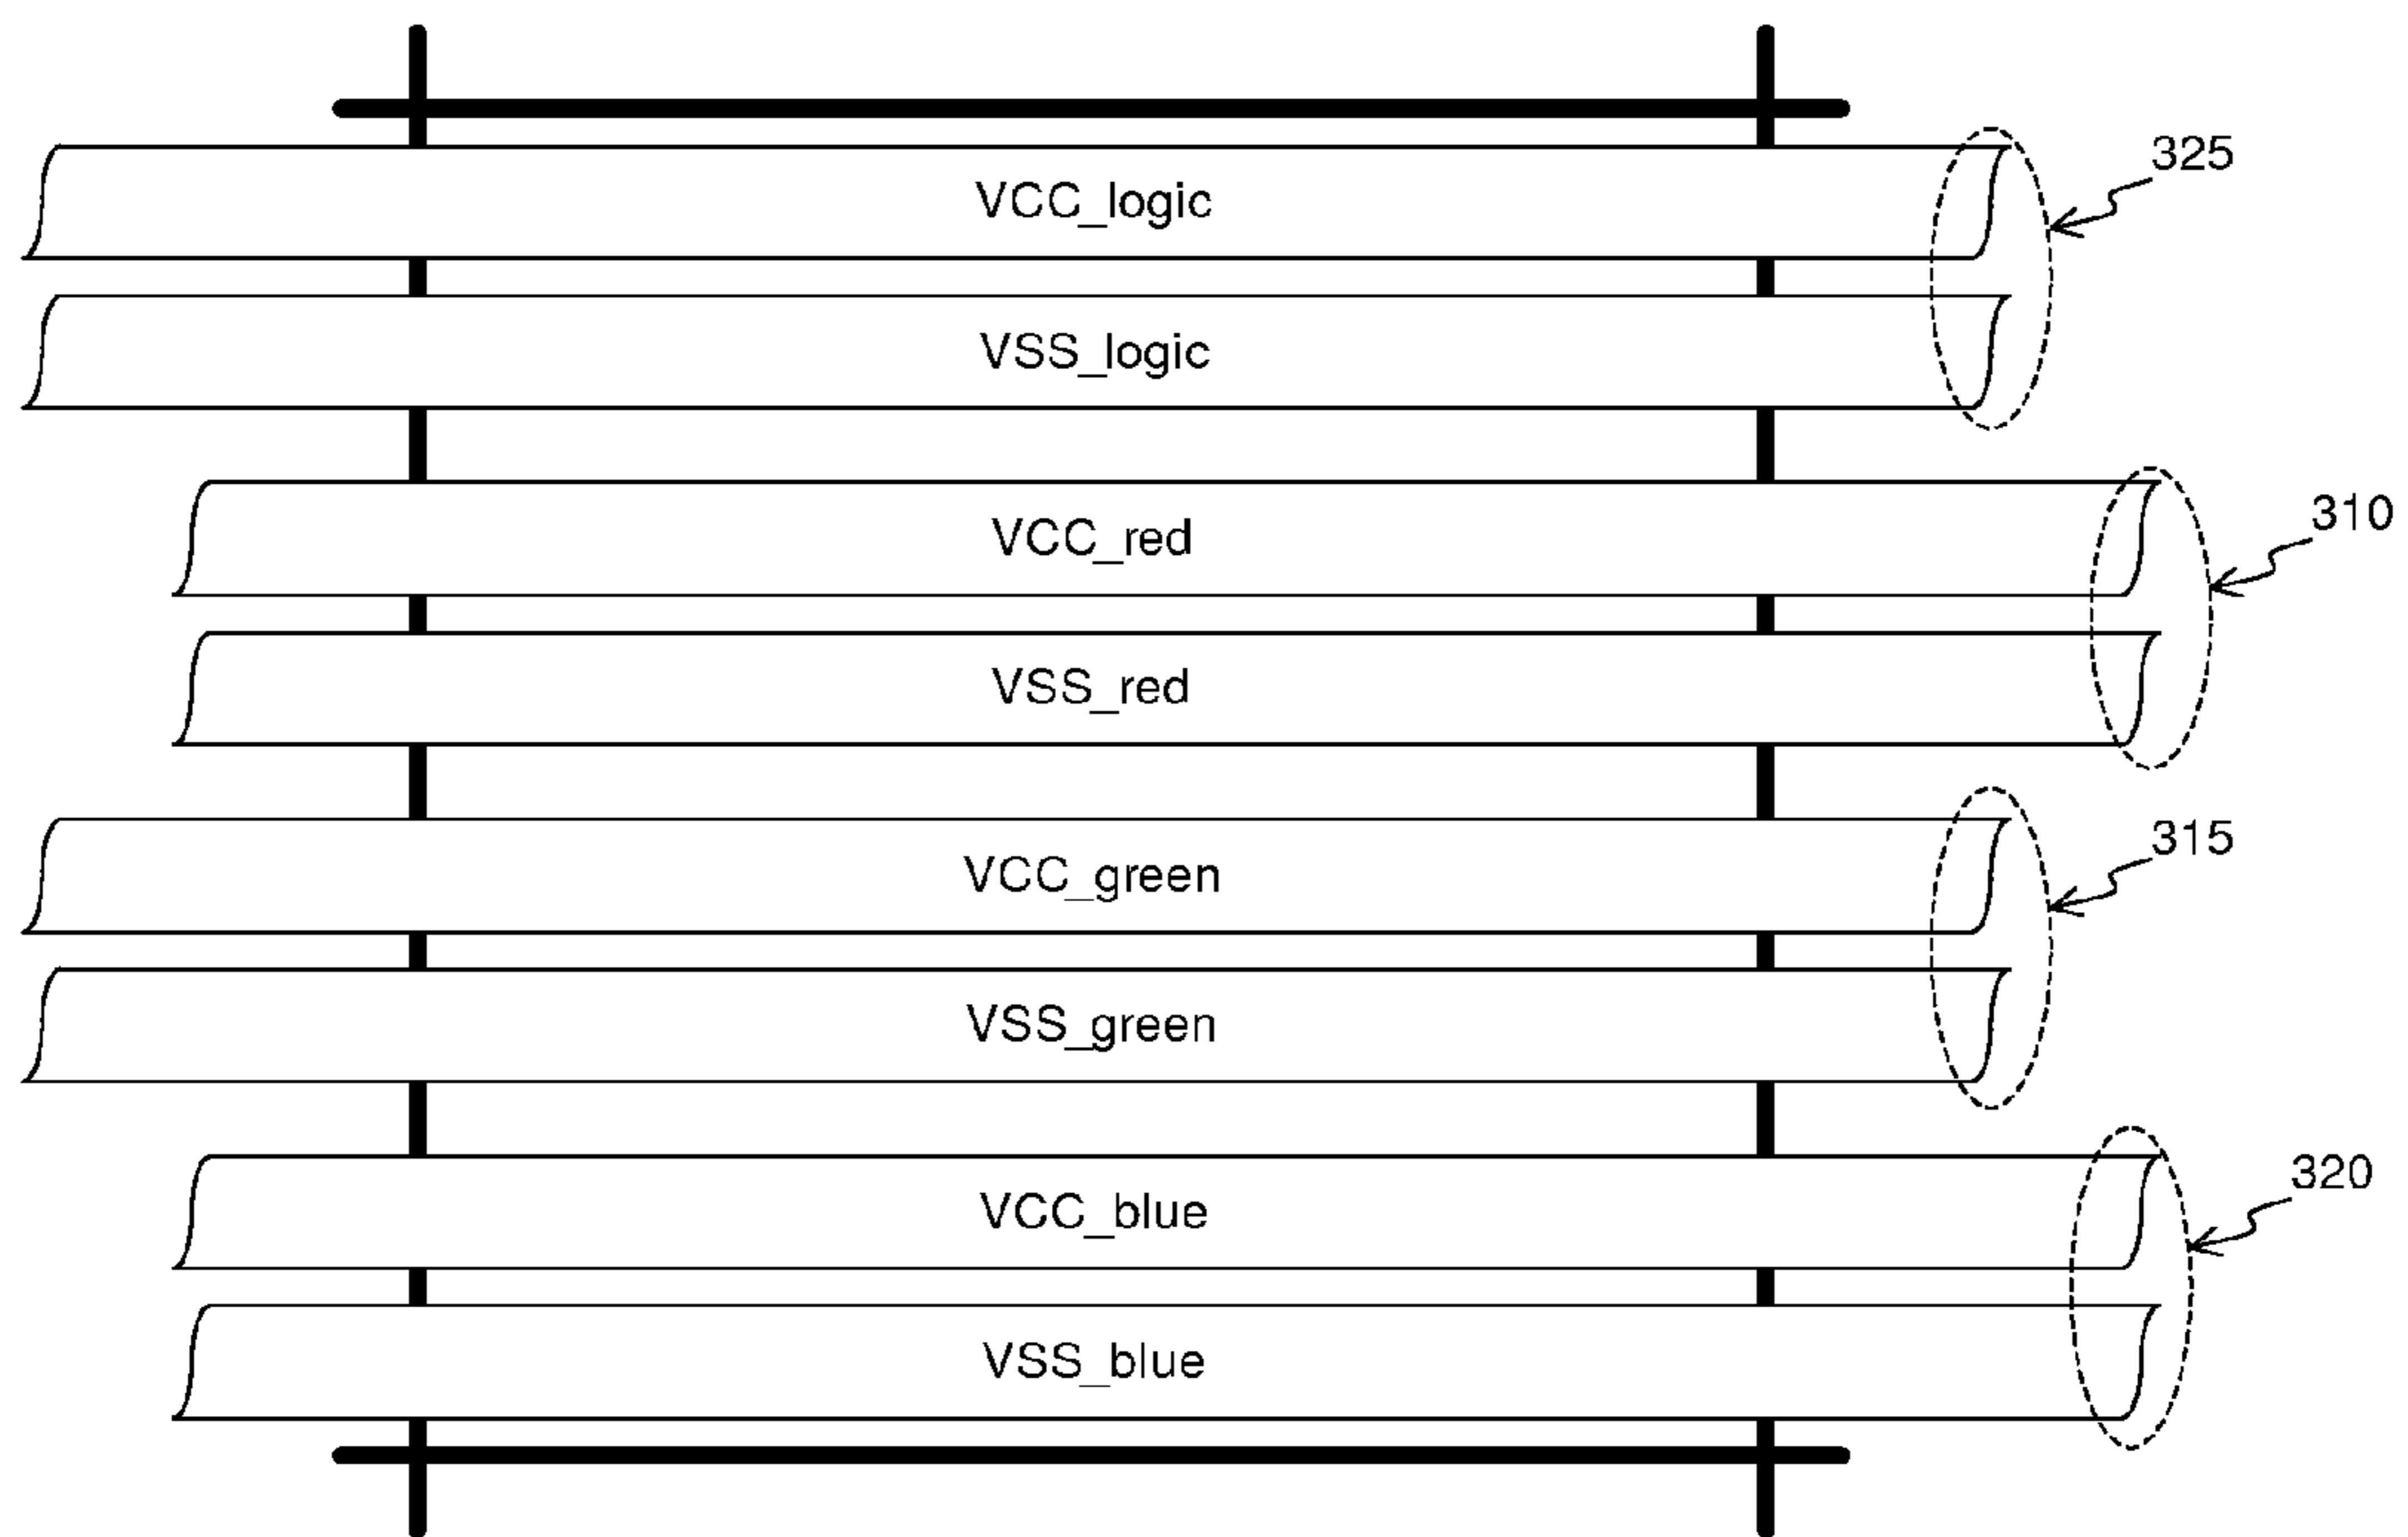 VCC_logic
325
VSS_logic
VCC_red
310
VSS_red
VCC_green
315
VSS_green
VCC_blue
320
VSS_blue